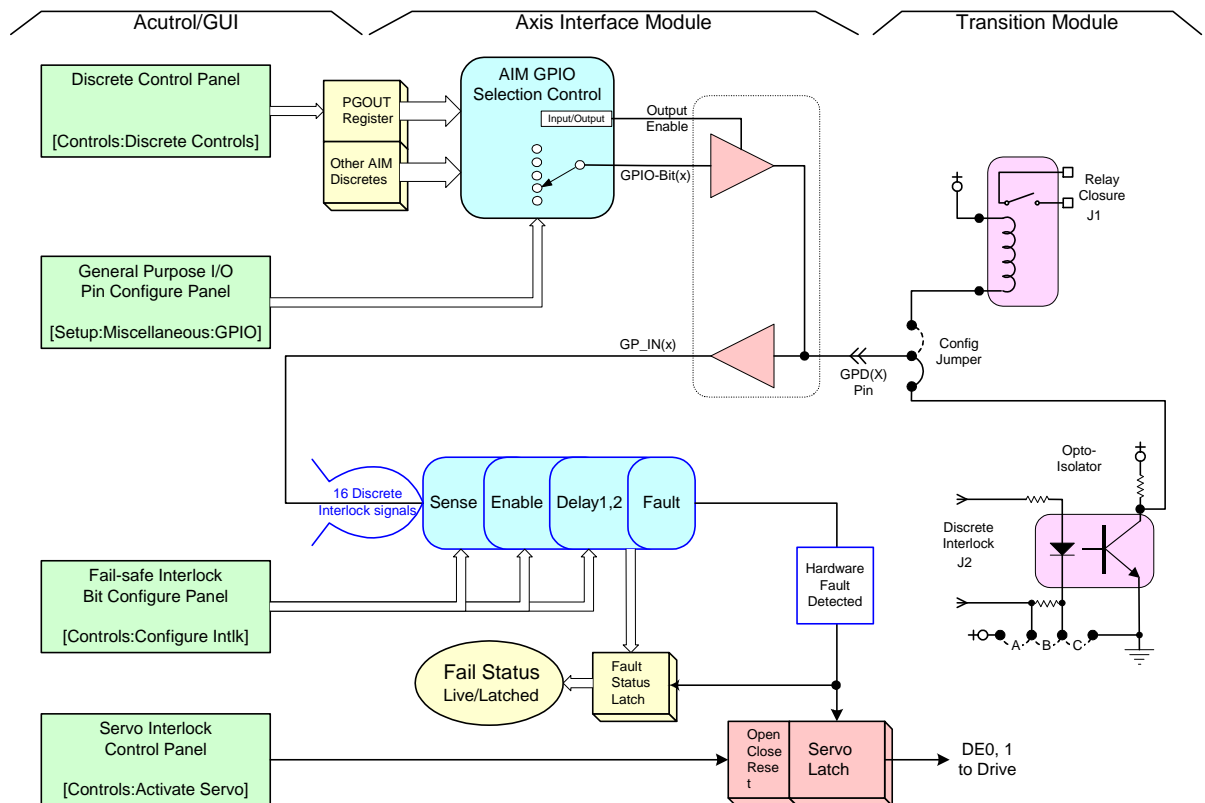 Acutrol/GUI
Axis Interface Module
Transition Module
Discrete Control Panel
[Controls:Discrete Controls]
PGOUT
Register
Other AIM
Discretes
AIM GPIO
Selection Control
Input/Output
Output
Enable
GPIO-Bit(x)
Relay
Closure
J1
General Purpose I/O
Pin Configure Panel
[Setup:Miscellaneous:GPIO]
GP_IN(x)
GPD(X)
Pin
Config
Jumper
16 Discrete
Interlock signals
Sense
Enable
Delay1,2
Fault
Opto-
Isolator
Discrete
Interlock
J2
A
B
C
Hardware
Fault
Detected
Fail-safe Interlock
Bit Configure Panel
[Controls:Configure Intlk]
Fail Status
Live/Latched
Fault
Status
Latch
Servo Interlock
Control Panel
[Controls:Activate Servo]
Open
Close
Rese
t
Servo
Latch
DE0, 1
to Drive